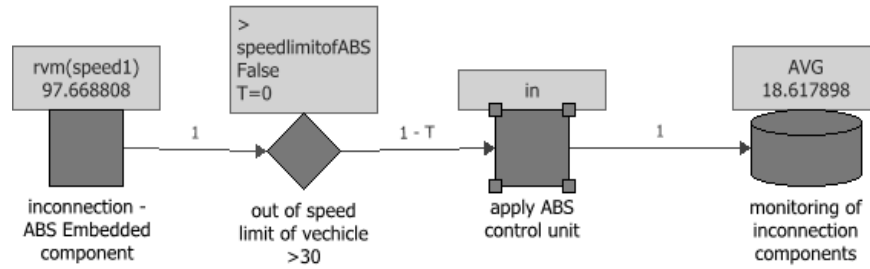 rvm(speed1)
97.668808
>
speedlimitofABS
False
T=0
in
AVG
18.617898
1
1 - T
1
inconnection -
ABS Embedded
component
out of speed
limit of vechicle
>30
apply ABS
control unit
monitoring of
inconnection
components